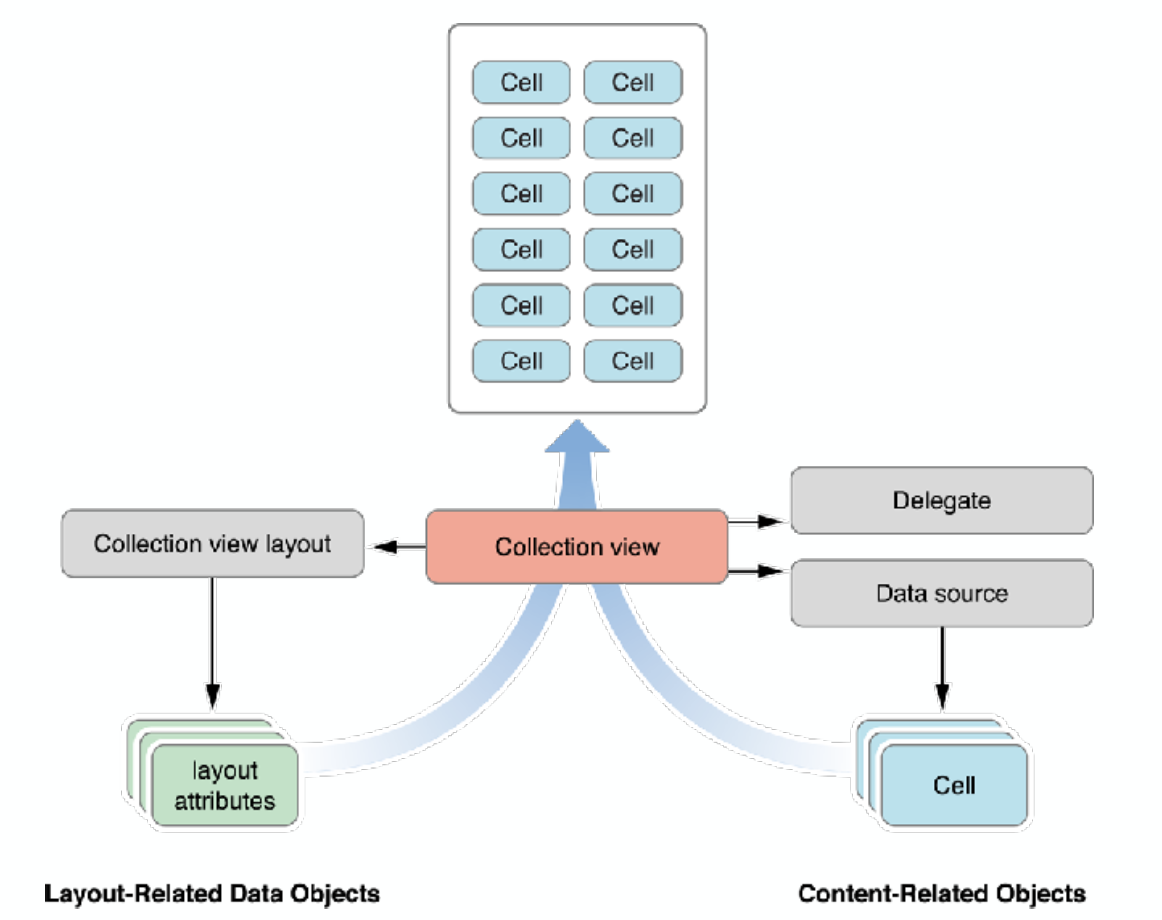 Cell Cell
Cell Cell
Cell Cell
Cell Cell
Cell Cell
Cell Cell
Delegate
Collection view layout
Collection view
Data source
layout
attributes
Cell
Layout-Related Data Objects
Content-Related Objects